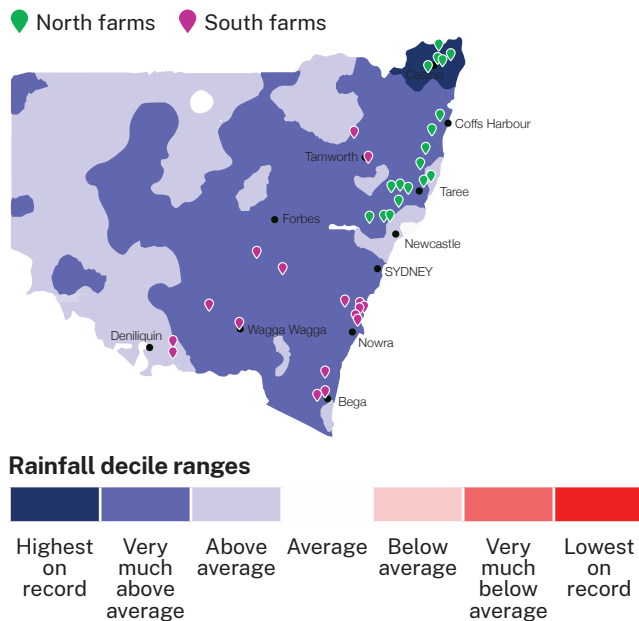 North farms South farms
Casino
Coffs Harbour
Tamworth
Taree
Forbes
Newcastle
SYDNEY
Deniliquin
Wagga Wagga
Nowra
Bega
Rainfall decile ranges
Highest on record
Very much above average
Above average
Average
Below average
Very much below average
Lowest on record